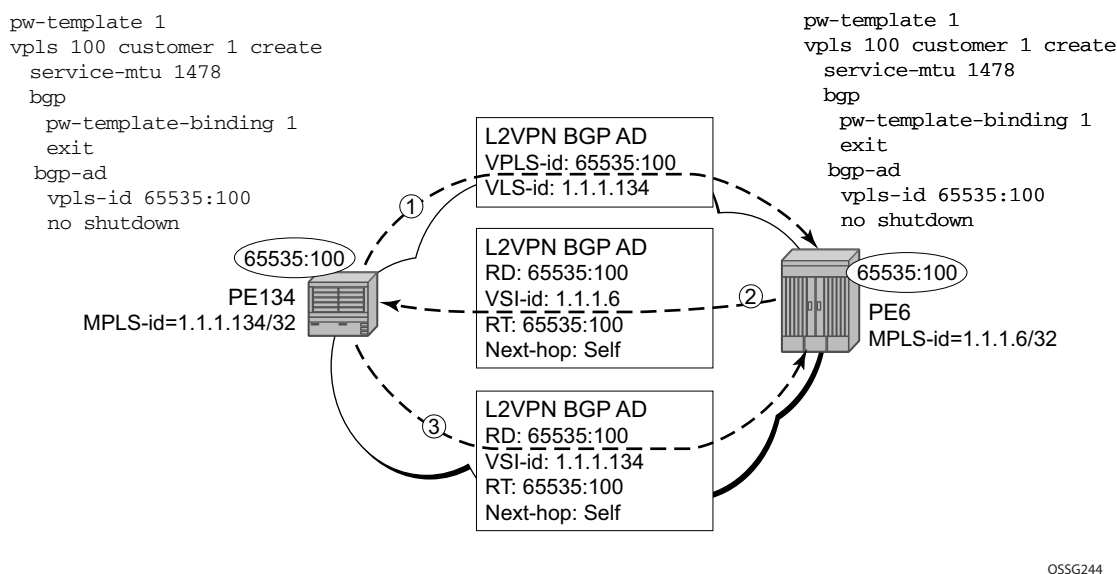 pw-template 1
vpls 100 customer 1 create
service-mtu 1478
bgp
pw-template-binding 1
exit
bgp-ad
vpls-id 65535:100
no shutdown
pw-template 1
vpls 100 customer 1 create
service-mtu 1478
bgp
pw-template-binding 1
exit
bgp-ad
vpls-id 65535:100
no shutdown
L2VPN BGP AD
VPLS-id: 65535:100
VLS-id: 1.1.1.134
1
65535:100
PE134
MPLS-id=1.1.1.134/32
L2VPN BGP AD
RD: 65535:100
VSI-id: 1.1.1.6
RT: 65535:100
Next-hop: Self
2
65535:100
PE6
MPLS-id=1.1.1.6/32
3
L2VPN BGP AD
RD: 65535:100
VSI-id: 1.1.1.134
RT: 65535:100
Next-hop: Self
OSSG244